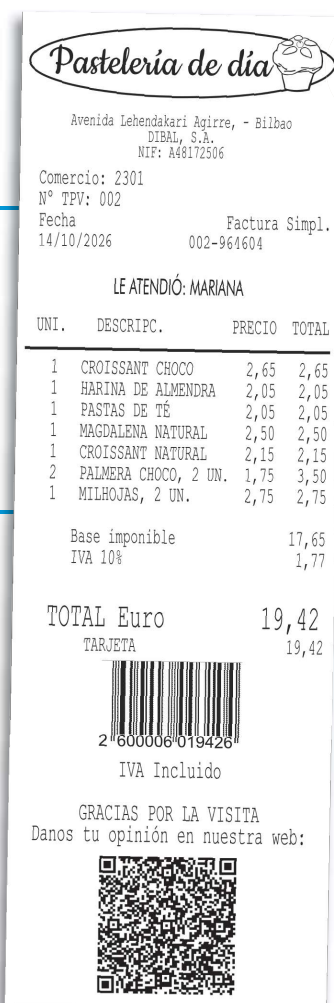 Pastelería de día
Avenida Lehendakari Agirre, - Bilbao
DIBAL, S.A.
NIF: A48172506
Comercio: 2301
Nº TPV: 002
Fecha Factura Simpl.
14/10/2026 002-964604
LE ATENDIÓ: MARIANA
UNI. DESCRIPC. PRECIO TOTAL
1 CROISSANT CHOCO 2,65 2,65
1 HARINA DE ALMENDRA 2,05 2,05
1 PASTAS DE TÉ 2,05 2,05
1 MAGDALENA NATURAL 2,50 2,50
1 CROISSANT NATURAL 2,15 2,15
2 PALMERA CHOCO, 2 UN. 1,75 3,50
1 MILHOJAS, 2 UN. 2,75 2,75
Base imponible 17,65
IVA 10% 1,77
TOTAL Euro 19,42
TARJETA 19,42
2 600006 019426
IVA Incluido
GRACIAS POR LA VISITA
Danos tu opinión en nuestra web: